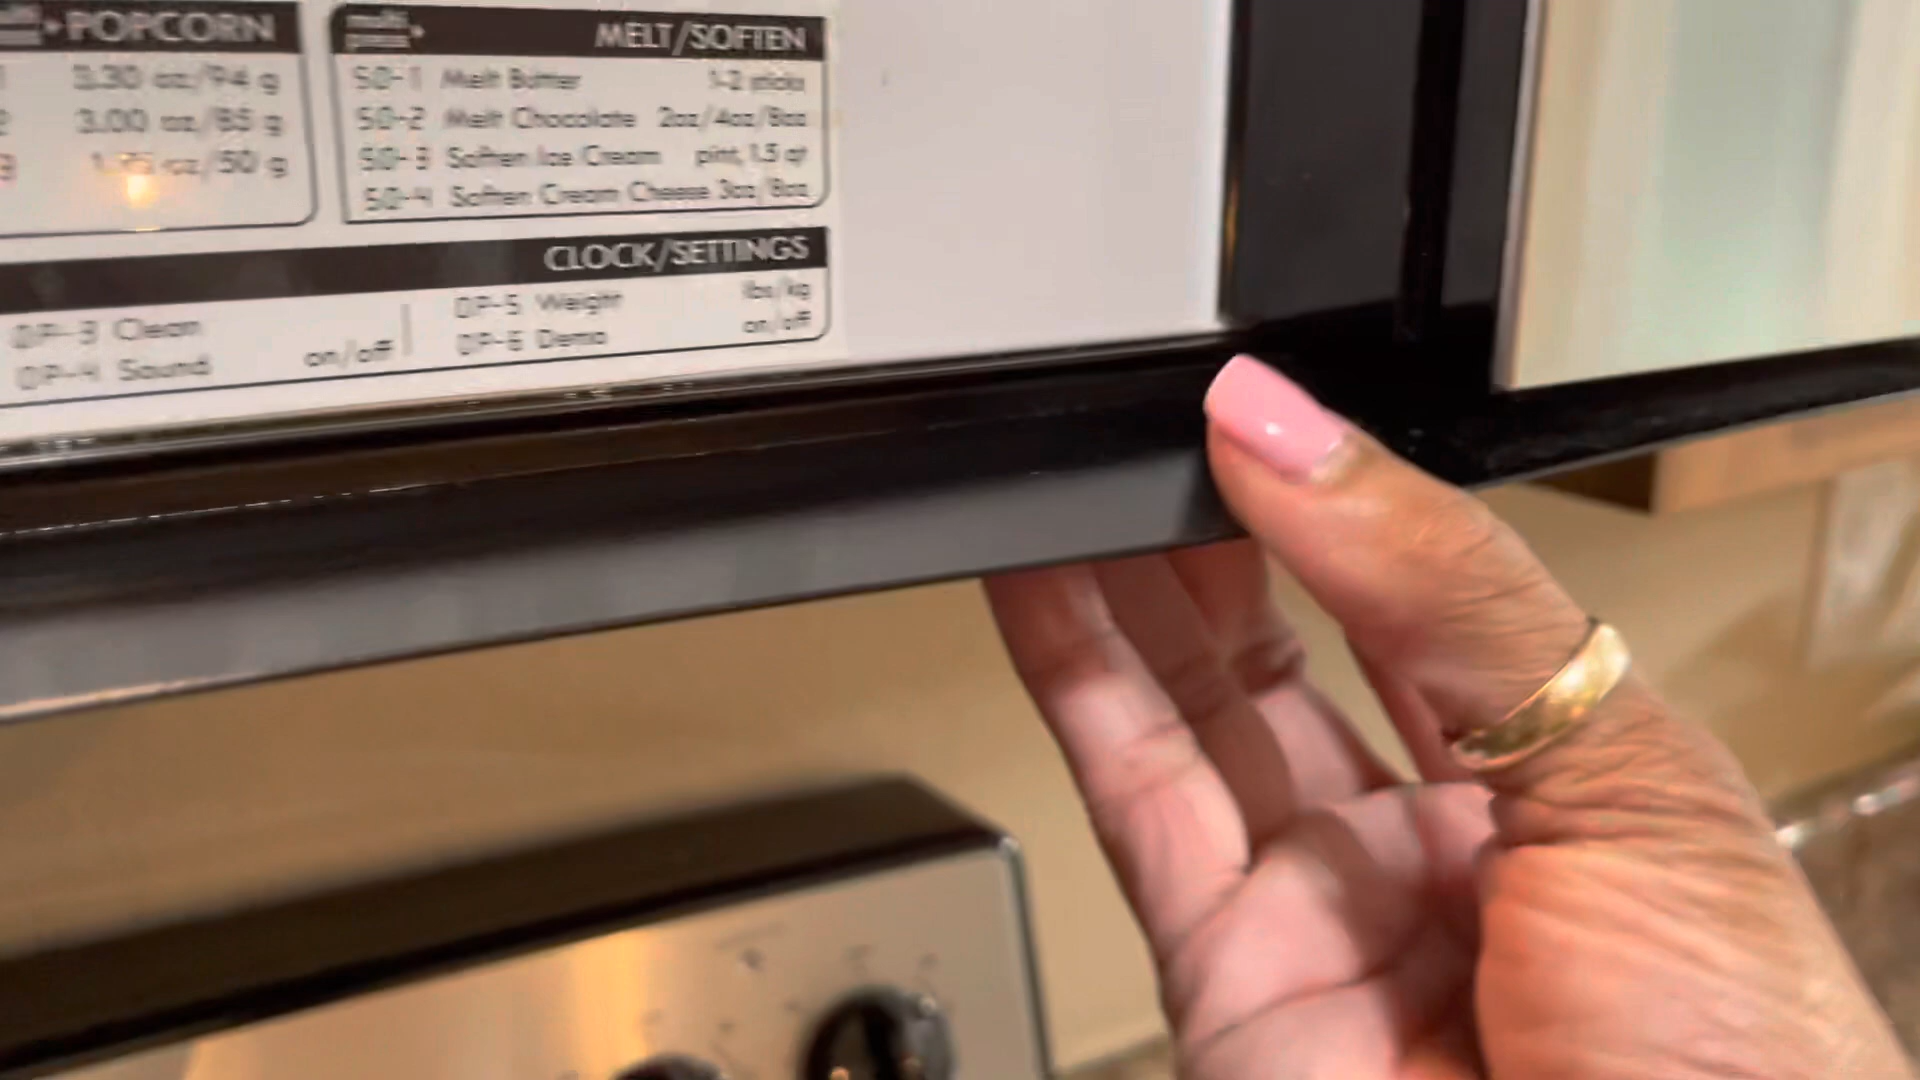 POPCORN
3.30 oz/94 g
3.00 oz/85 g
oz/50 g
multi press
MELT/SOFTEN
SO-1 Melt Butter 1-2 sticks
SO-2 Melt Chocolate 2oz/4oz/8oz
SO-3 Soften Ice Cream pint, 1.5 qt
SO-4 Soften Cream Cheese 3oz/8oz
CLOCK/SETTINGS
OP-3 Clean
OP-4 Sound on/off
OP-5 Weight lbs/kg
OP-6 Demo on/off